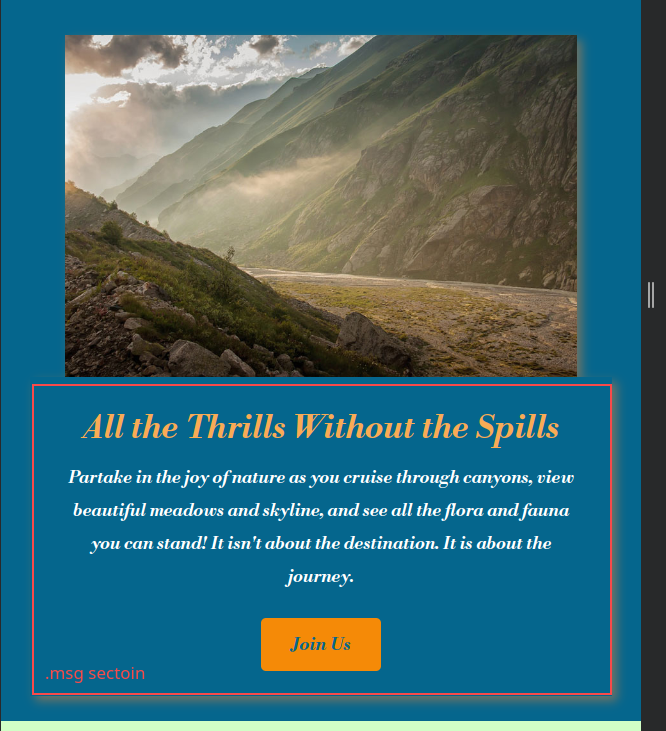 All the Thrills Without the Spills
Partake in the joy of nature as you cruise through canyons, view
beautiful meadows and skyline, and see all the flora and fauna
you can stand! It isn't about the destination. It is about the
journey.
Join Us
.msg sectoin